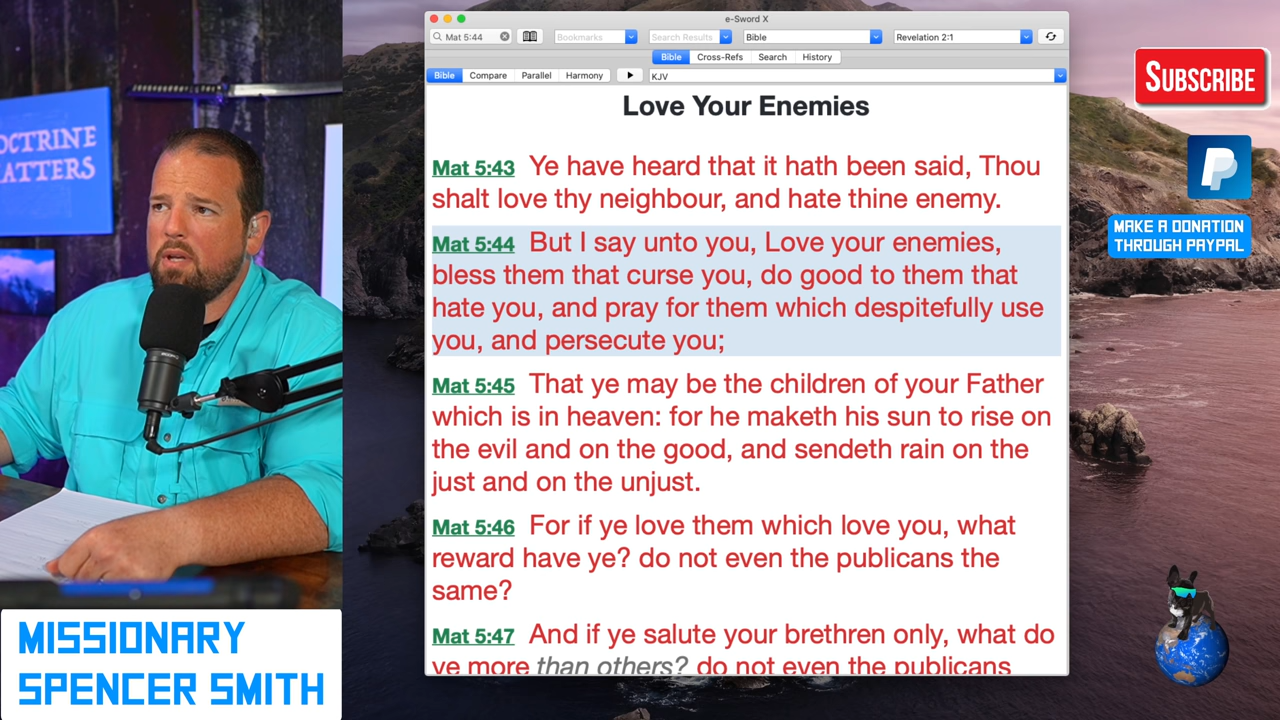 OCTRINE
ATTERS
MISSIONARY
SPENCER SMITH
e-Sword X
Mat 5:44
Bookmarks
Search Results
Bible
Revelation 2:1
Bible
Cross-Refs
Search
History
Bible
Compare
Parallel
Harmony
KJV
Love Your Enemies
Mat 5:43 Ye have heard that it hath been said, Thou
shalt love thy neighbour, and hate thine enemy.
Mat 5:44 But I say unto you, Love your enemies,
bless them that curse you, do good to them that
hate you, and pray for them which despitefully use
you, and persecute you;
Mat 5:45 That ye may be the children of your Father
which is in heaven: for he maketh his sun to rise on
the evil and on the good, and sendeth rain on the
just and on the unjust.
Mat 5:46 For if ye love them which love you, what
reward have ye? do not even the publicans the
same?
Mat 5:47 And if ye salute your brethren only, what do
ye more than others? do not even the publicans
SUBSCRIBE
MAKE A DONATION
THROUGH PAYPAL